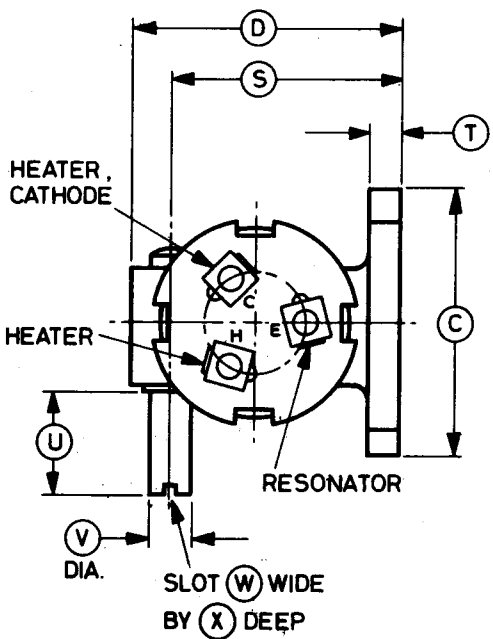 D
S
T
HEATER,
CATHODE
C
E
H
HEATER
C
U
RESONATOR
V
DIA.
SLOT W WIDE
BY X DEEP